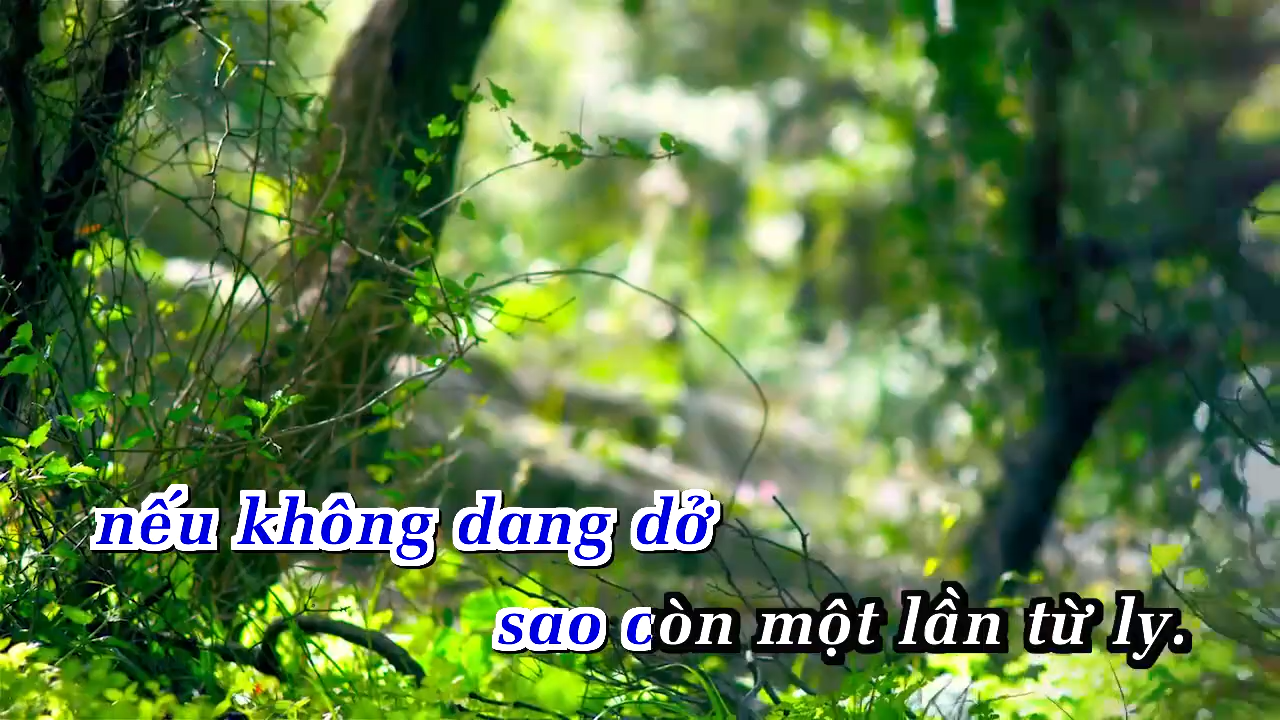 nếu không dang dở
sao còn một lần từ ly.